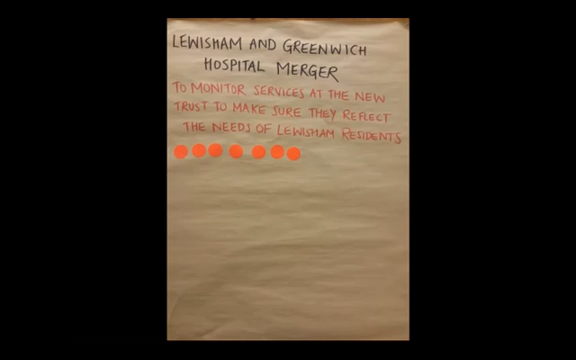 LEWISHAM AND GREENWICH
HOSPITAL MERGER
TO MONITOR SERVICES AT THE NEW
TRUST TO MAKE SURE THEY REFLECT
THE NEEDS OF LEWISHAM RESIDENTS